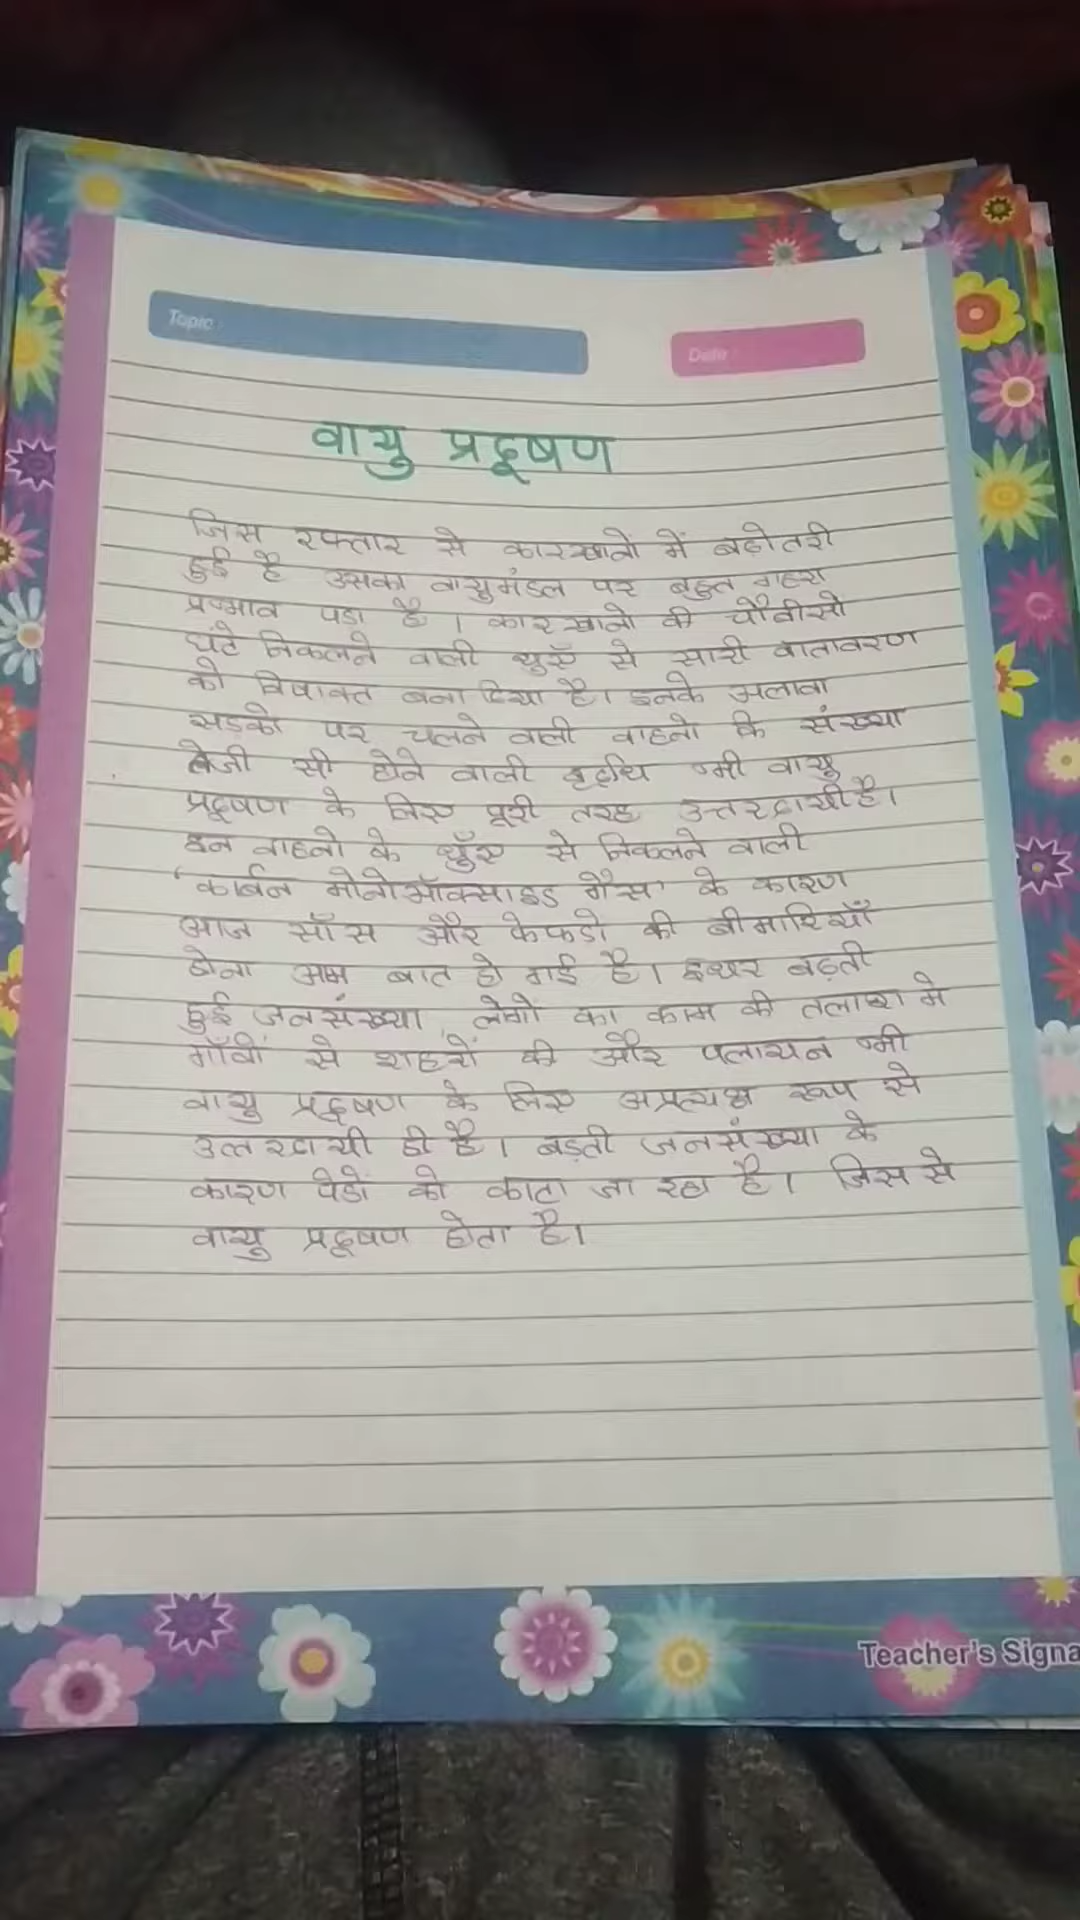 Topic
Date
वायु प्रदूषण
जिस रफ्तार से कारखानों में बढोतरी
हुई है उसका वायुमंडल पर बहुत गहरा
प्रभाव पडा है । कारखानो की चौबीसो
घंटे निकलने वाली धुएँ से सारी वातावरण
को विषाक्त बना दिया है। इनके अलावा
सड़को पर चलने वाली वाहनो कि संख्या
तेजी सी होने वाली वृद्धि भी वायु
प्रदूषण के लिए पूरी तरह उत्तरदायी है।
इन वाहनो के धुँए से निकलने वाली
'कार्बन मोनोऑक्साइड गैस' के कारण
आज साँस और फेफडो की बीमारियाँ
होना आम बात हो गई है। इधर बढ़ती
हुई जनसंख्या, लोगों का काम की तलाश मे
गाँवों से शहरों की और पलायन भी
वायु प्रदूषण के लिए अप्रत्यक्ष रूप से
उत्तरदायी ही है। बड़ती जनसंख्या के
कारण पेडों को काटा जा रहा है। जिस से
वायु प्रदूषण होता है।
Teacher's Signa